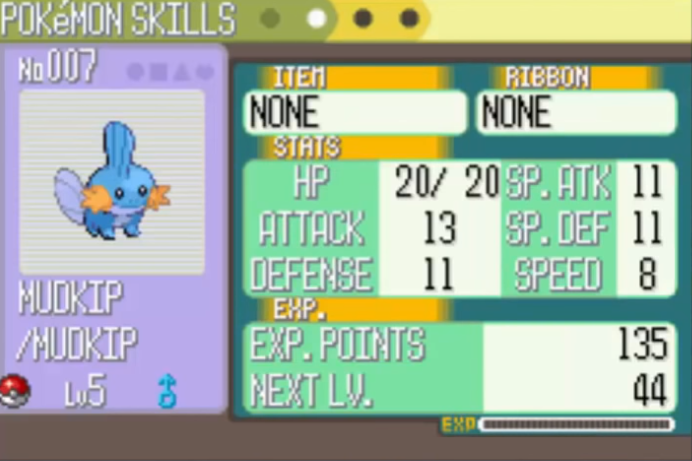 POKéMON SKILLS
No007
MUDKIP
/MUDKIP
Lv5 ♂
ITEM
NONE
RIBBON
NONE
STATS
HP 20/ 20 SP. ATK 11
ATTACK 13 SP. DEF 11
DEFENSE 11 SPEED 8
EXP.
EXP. POINTS 135
NEXT LV. 44
EXP